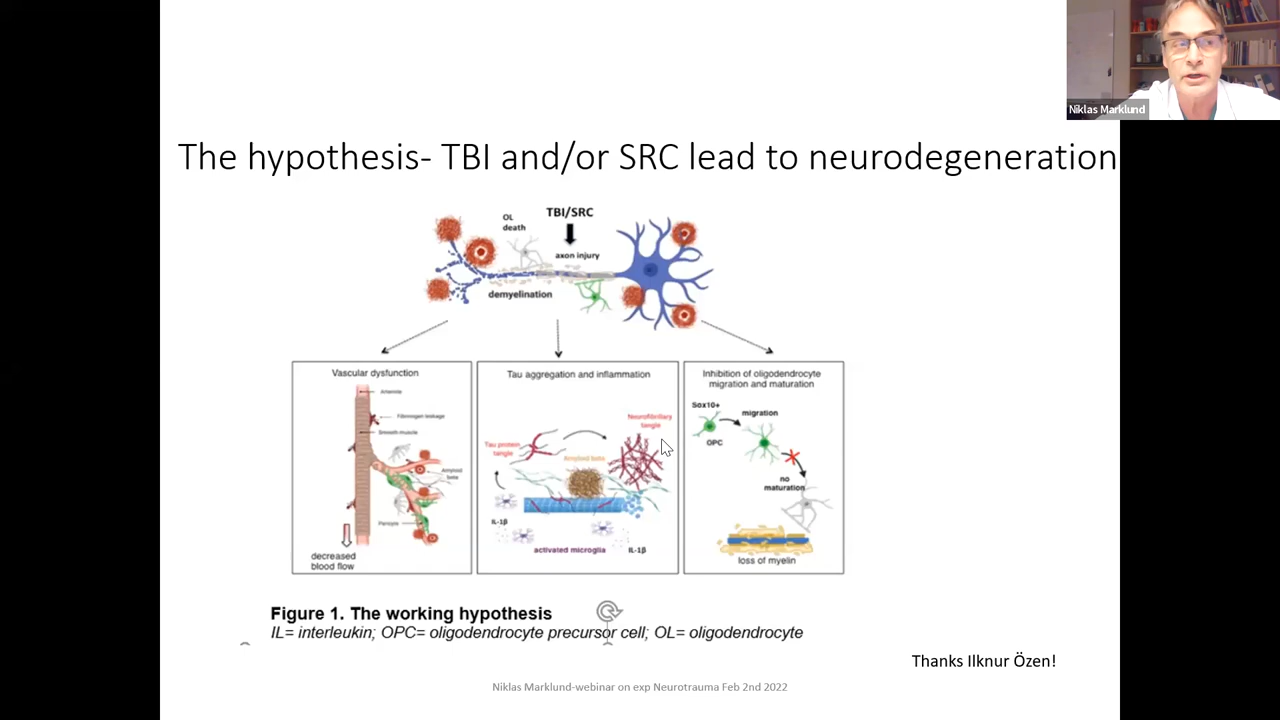 Niklas Marklund
The hypothesis- TBI and/or SRC lead to neurodegeneration
TBI/SRC
OL
death
axon injury
demyelination
Vascular dysfunction
Arteriole
Fibrinogen leakage
Smooth muscle
Amyloid
beta
Pericyte
decreased
blood flow
Tau aggregation and inflammation
Neurofibrillary
tangle
Tau protein
tangle
Amyloid beta
IL-1β
activated microglia
IL-1β
Inhibition of oligodendrocyte
migration and maturation
Sox10+
migration
OPC
no
maturation
loss of myelin
Figure 1. The working hypothesis
IL= interleukin; OPC= oligodendrocyte precursor cell; OL= oligodendrocyte
Thanks Ilknur Özen!
Niklas Marklund-webinar on exp Neurotrauma Feb 2nd 2022